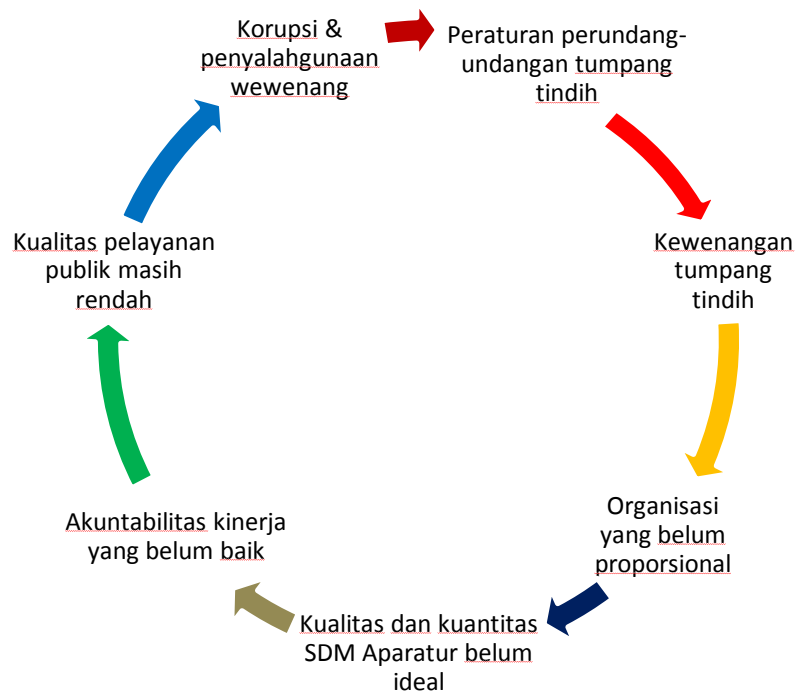 Korupsi &
penyalahgunaan
wewenang
Peraturan perundang-
undangan tumpang
tindih
Kewenangan
tumpang
tindih
Organisasi
yang belum
proporsional
Kualitas dan kuantitas
SDM Aparatur belum
ideal
Akuntabilitas kinerja
yang belum baik
Kualitas pelayanan
publik masih
rendah